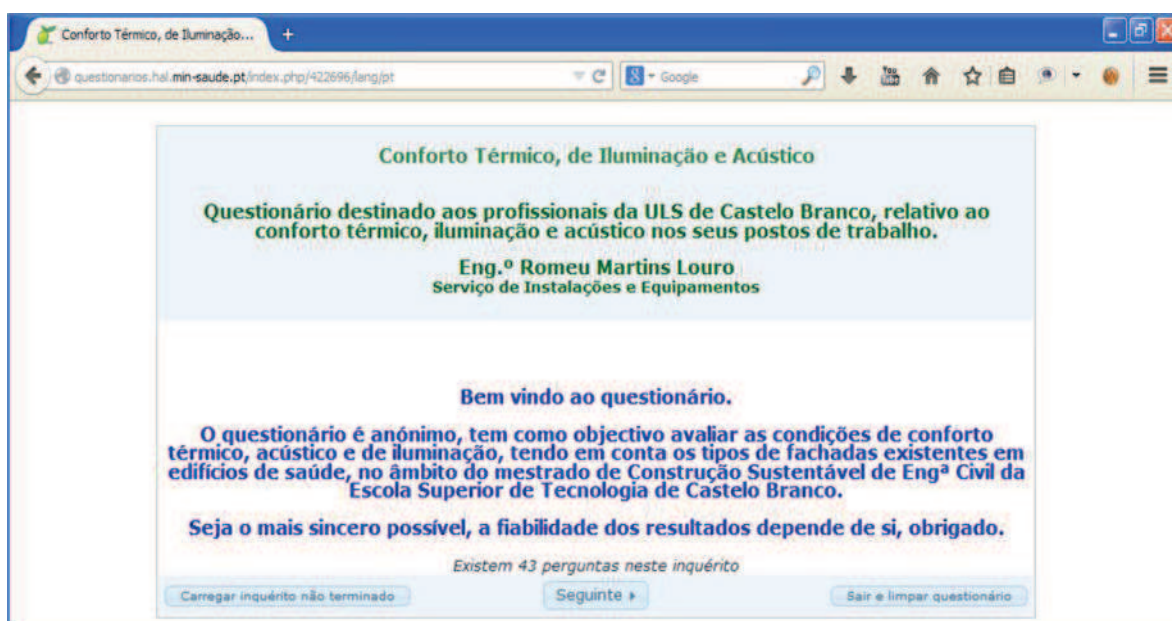 Conforto Térmico, de Iluminação...
+
questionarios.hal.min-saude.pt/index.php/422696/lang/pt
8
Google
You
Tube
Conforto Térmico, de Iluminação e Acústico
Questionário destinado aos profissionais da ULS de Castelo Branco, relativo ao
conforto térmico, iluminação e acústico nos seus postos de trabalho.
Eng.º Romeu Martins Louro
Serviço de Instalações e Equipamentos
Bem vindo ao questionário.
O questionário é anónimo, tem como objectivo avaliar as condições de conforto
térmico, acústico e de iluminação, tendo em conta os tipos de fachadas existentes em
edifícios de saúde, no âmbito do mestrado de Construção Sustentável de Engª Civil da
Escola Superior de Tecnologia de Castelo Branco.
Seja o mais sincero possível, a fiabilidade dos resultados depende de si, obrigado.
Existem 43 perguntas neste inquérito
Carregar inquérito não terminado
Seguinte
Sair e limpar questionário